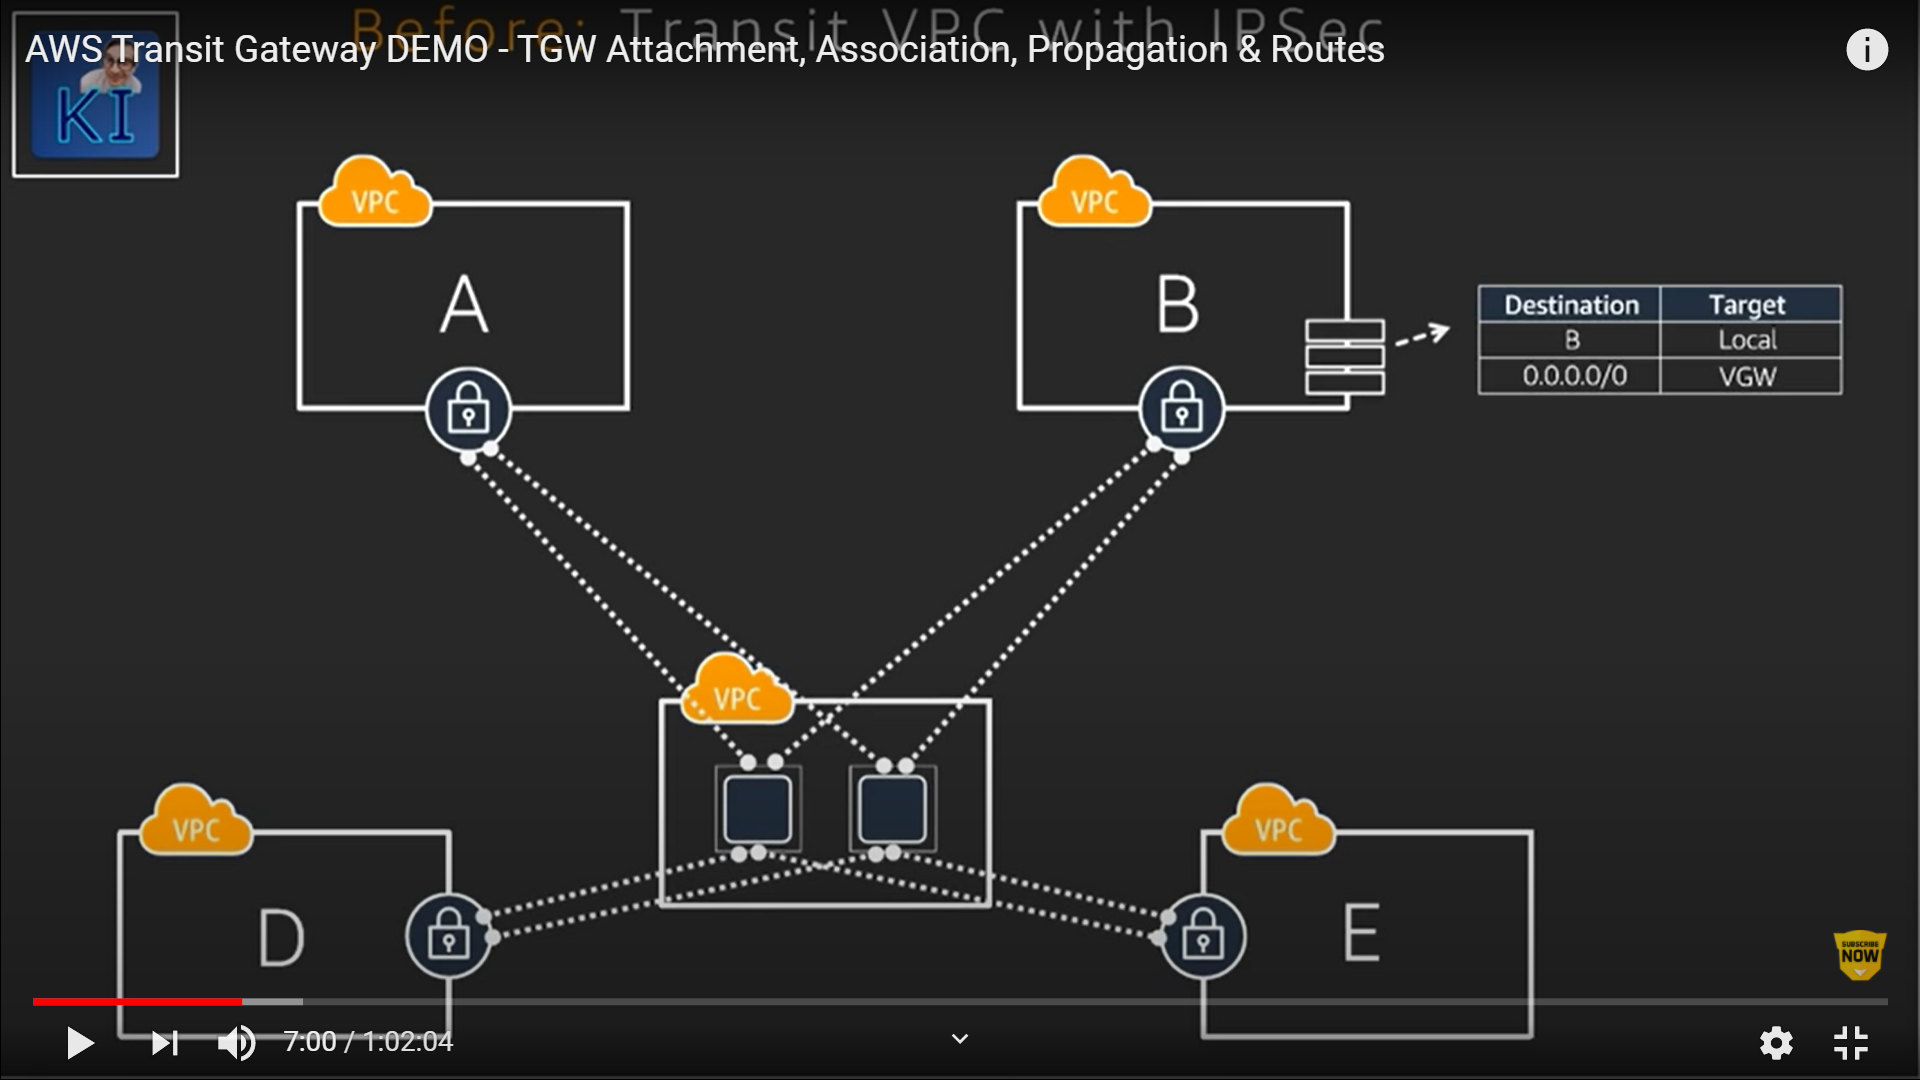 Before: Transit VPC with IPSec
AWS Transit Gateway DEMO - TGW Attachment, Association, Propagation & Routes
i
KI
VPC
VPC
A
B
Destination Target
B Local
0.0.0.0/0 VGW
VPC
VPC
VPC
D
E
SUBSCRIBE
NOW
7:00 / 1:02:04